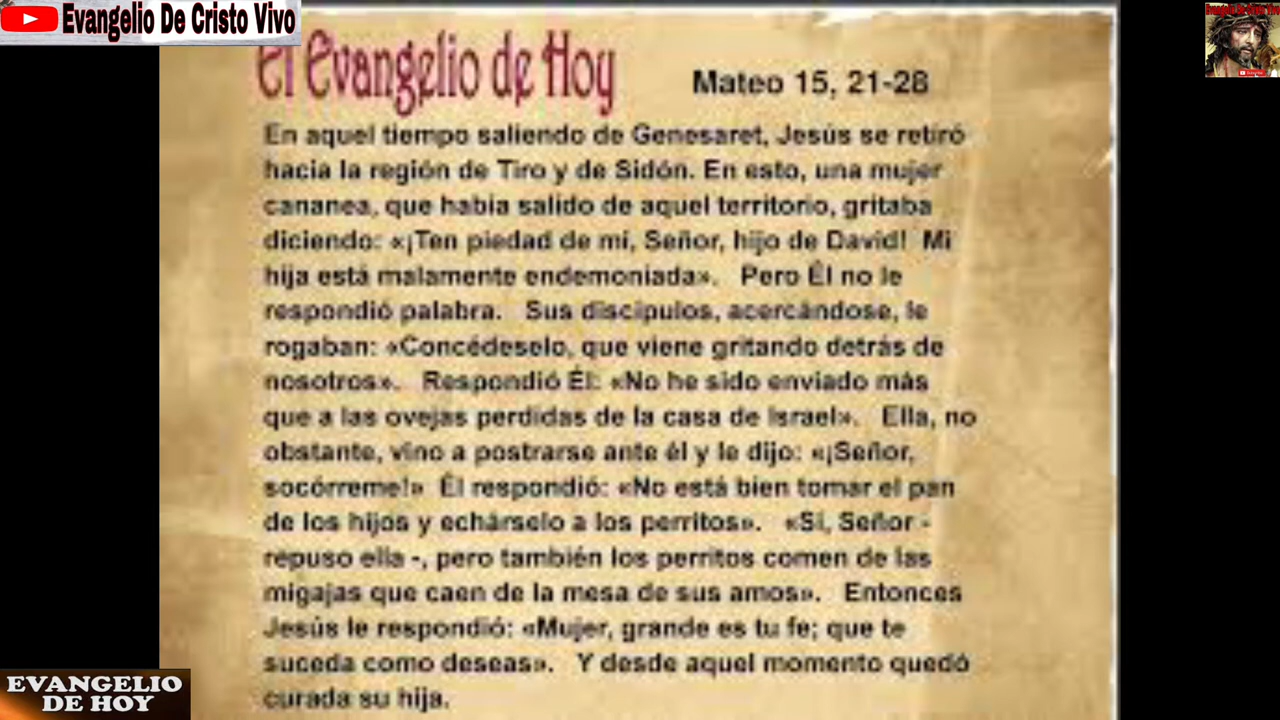 Evangelio De Cristo Vivo
Evangelio De Cristo Vivo
El Evangelio de Hoy
Mateo 15, 21-28
En aquel tiempo saliendo de Genesaret, Jesús se retiró
hacia la región de Tiro y de Sidón. En esto, una mujer
cananea, que había salido de aquel territorio, gritaba
diciendo: «¡Ten piedad de mí, Señor, hijo de David! Mi
hija está malamente endemoniada». Pero Él no le
respondió palabra. Sus discípulos, acercándose, le
rogaban: «Concédeselo, que viene gritando detrás de
nosotros». Respondió Él: «No he sido enviado más
que a las ovejas perdidas de la casa de Israel». Ella, no
obstante, vino a postrarse ante él y le dijo: «¡Señor,
socórreme!» Él respondió: «No está bien tomar el pan
de los hijos y echárselo a los perritos». «Sí, Señor -
repuso ella -, pero también los perritos comen de las
migajas que caen de la mesa de sus amos». Entonces
Jesús le respondió: «Mujer, grande es tu fe; que te
suceda como deseas». Y desde aquel momento quedó
curada su hija.
EVANGELIO
DE HOY